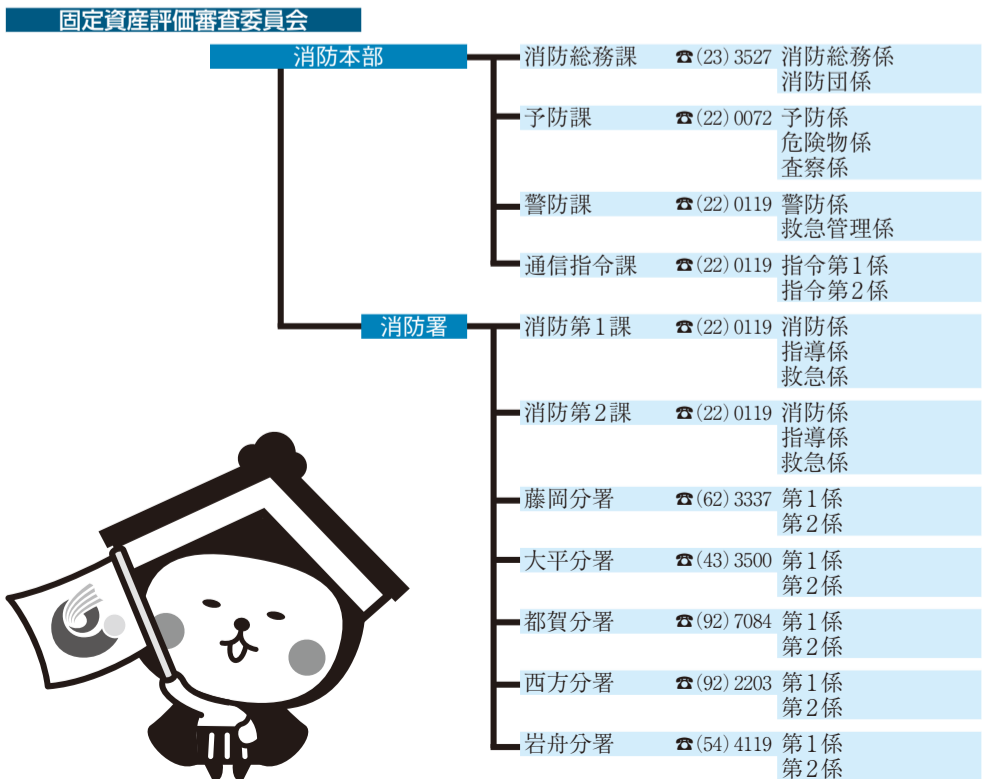 固定資産評価審査委員会
消防本部
消防総務課 ☎(23)3527 消防総務係
消防団係
予防課 ☎(22)0072 予防係
危険物係
査察係
警防課 ☎(22)0119 警防係
救急管理係
通信指令課 ☎(22)0119 指令第1係
指令第2係
消防署
消防第1課 ☎(22)0119 消防係
指導係
救急係
消防第2課 ☎(22)0119 消防係
指導係
救急係
藤岡分署 ☎(62)3337 第1係
第2係
大平分署 ☎(43)3500 第1係
第2係
都賀分署 ☎(92)7084 第1係
第2係
西方分署 ☎(92)2203 第1係
第2係
岩舟分署 ☎(54)4119 第1係
第2係